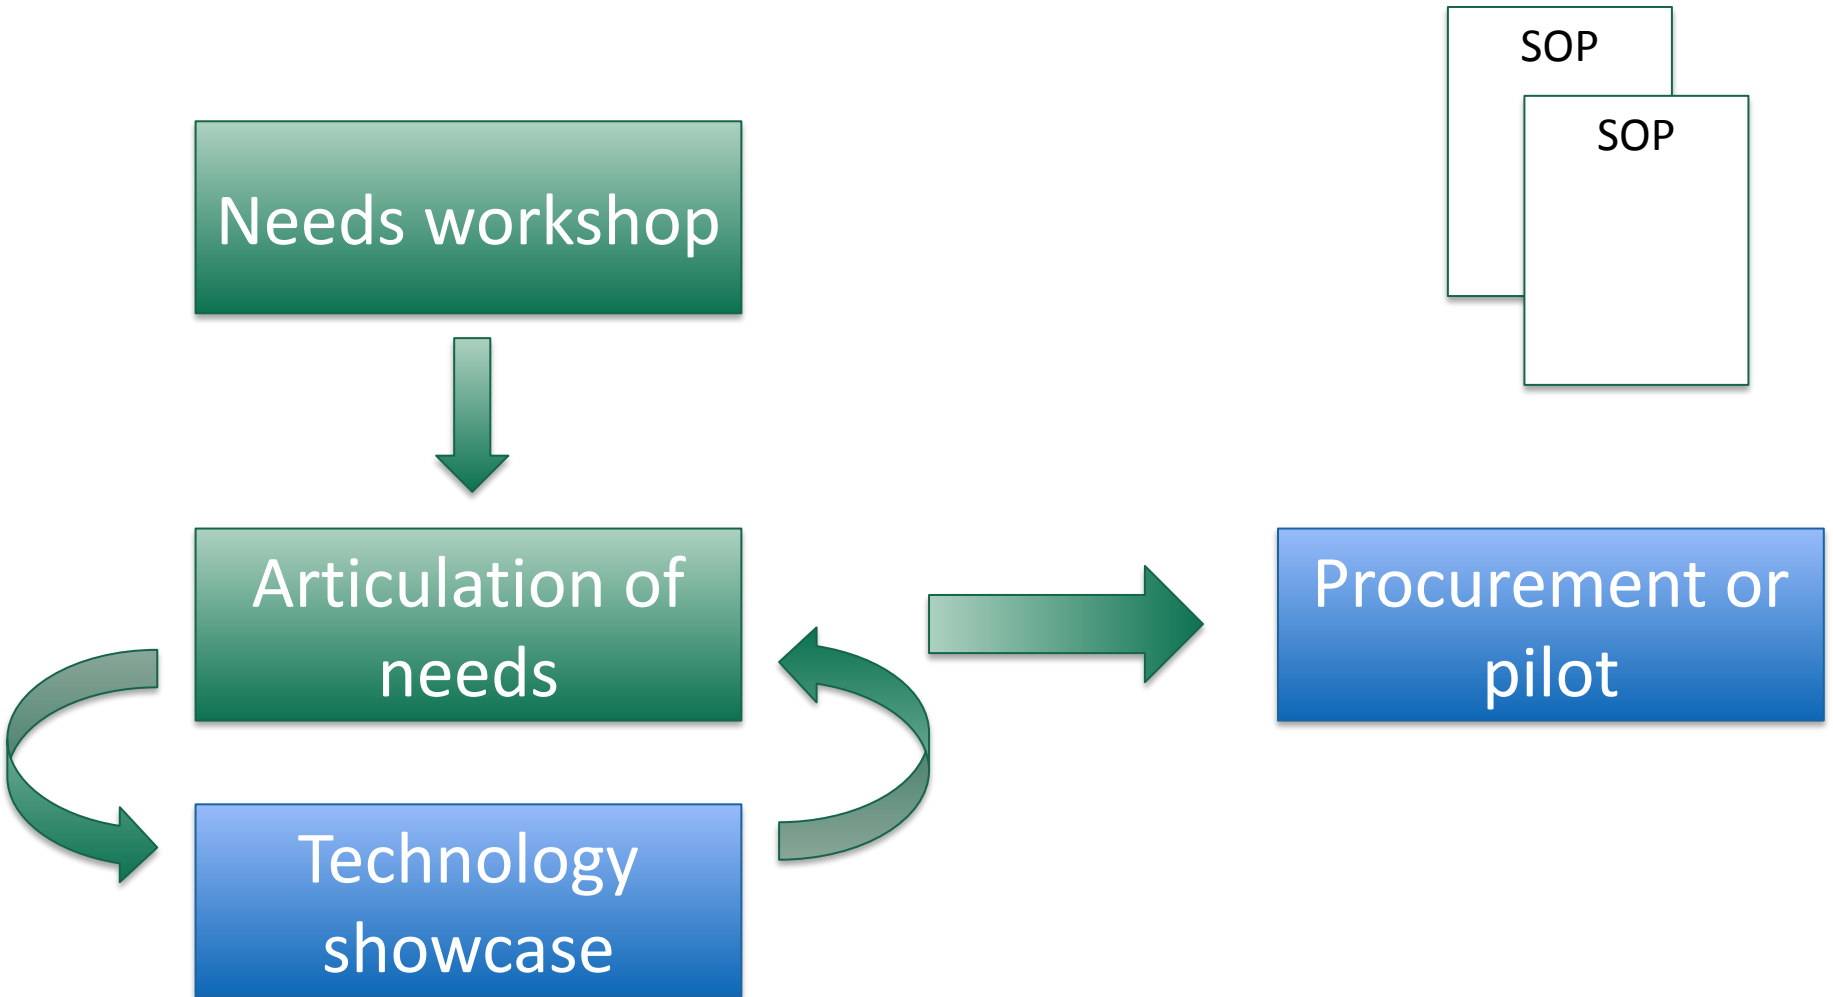 SOP
SOP
Needs workshop
Articulation of
needs
Procurement or
pilot
Technology
showcase